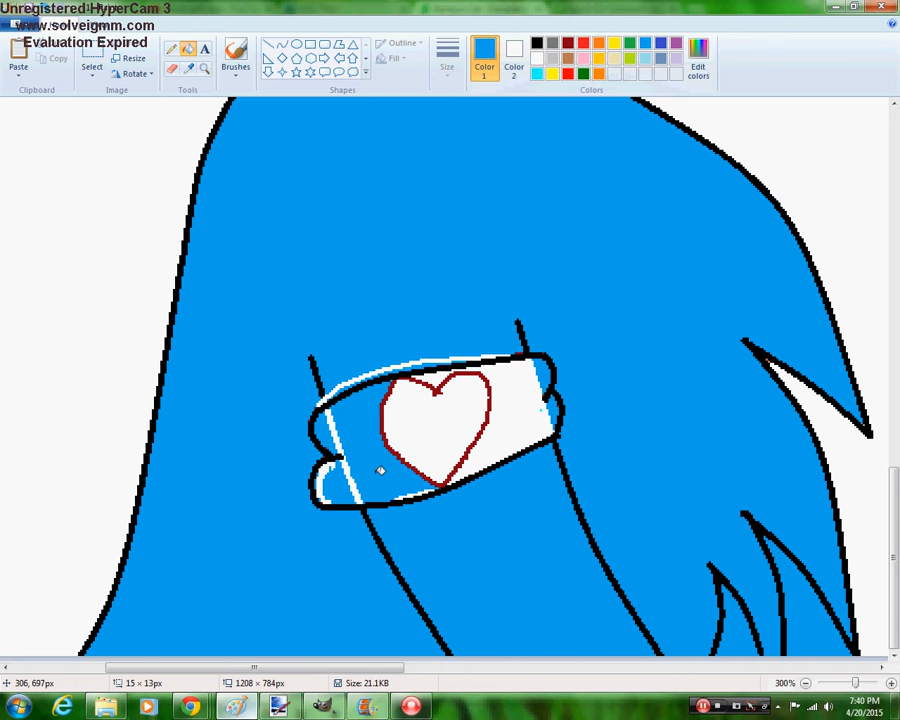 Unregistered HyperCam 3
www.solveigmm.com
Evaluation Expired
Paste
Copy
Clipboard
Select
Resize
Rotate
Image
A
Tools
Brushes
Shapes
Outline
Fill
Size
Color 1
Color 2
Edit colors
Colors
306, 697px
15 × 13px
1208 × 784px
Size: 21.1KB
300%
7:40 PM
4/20/2015